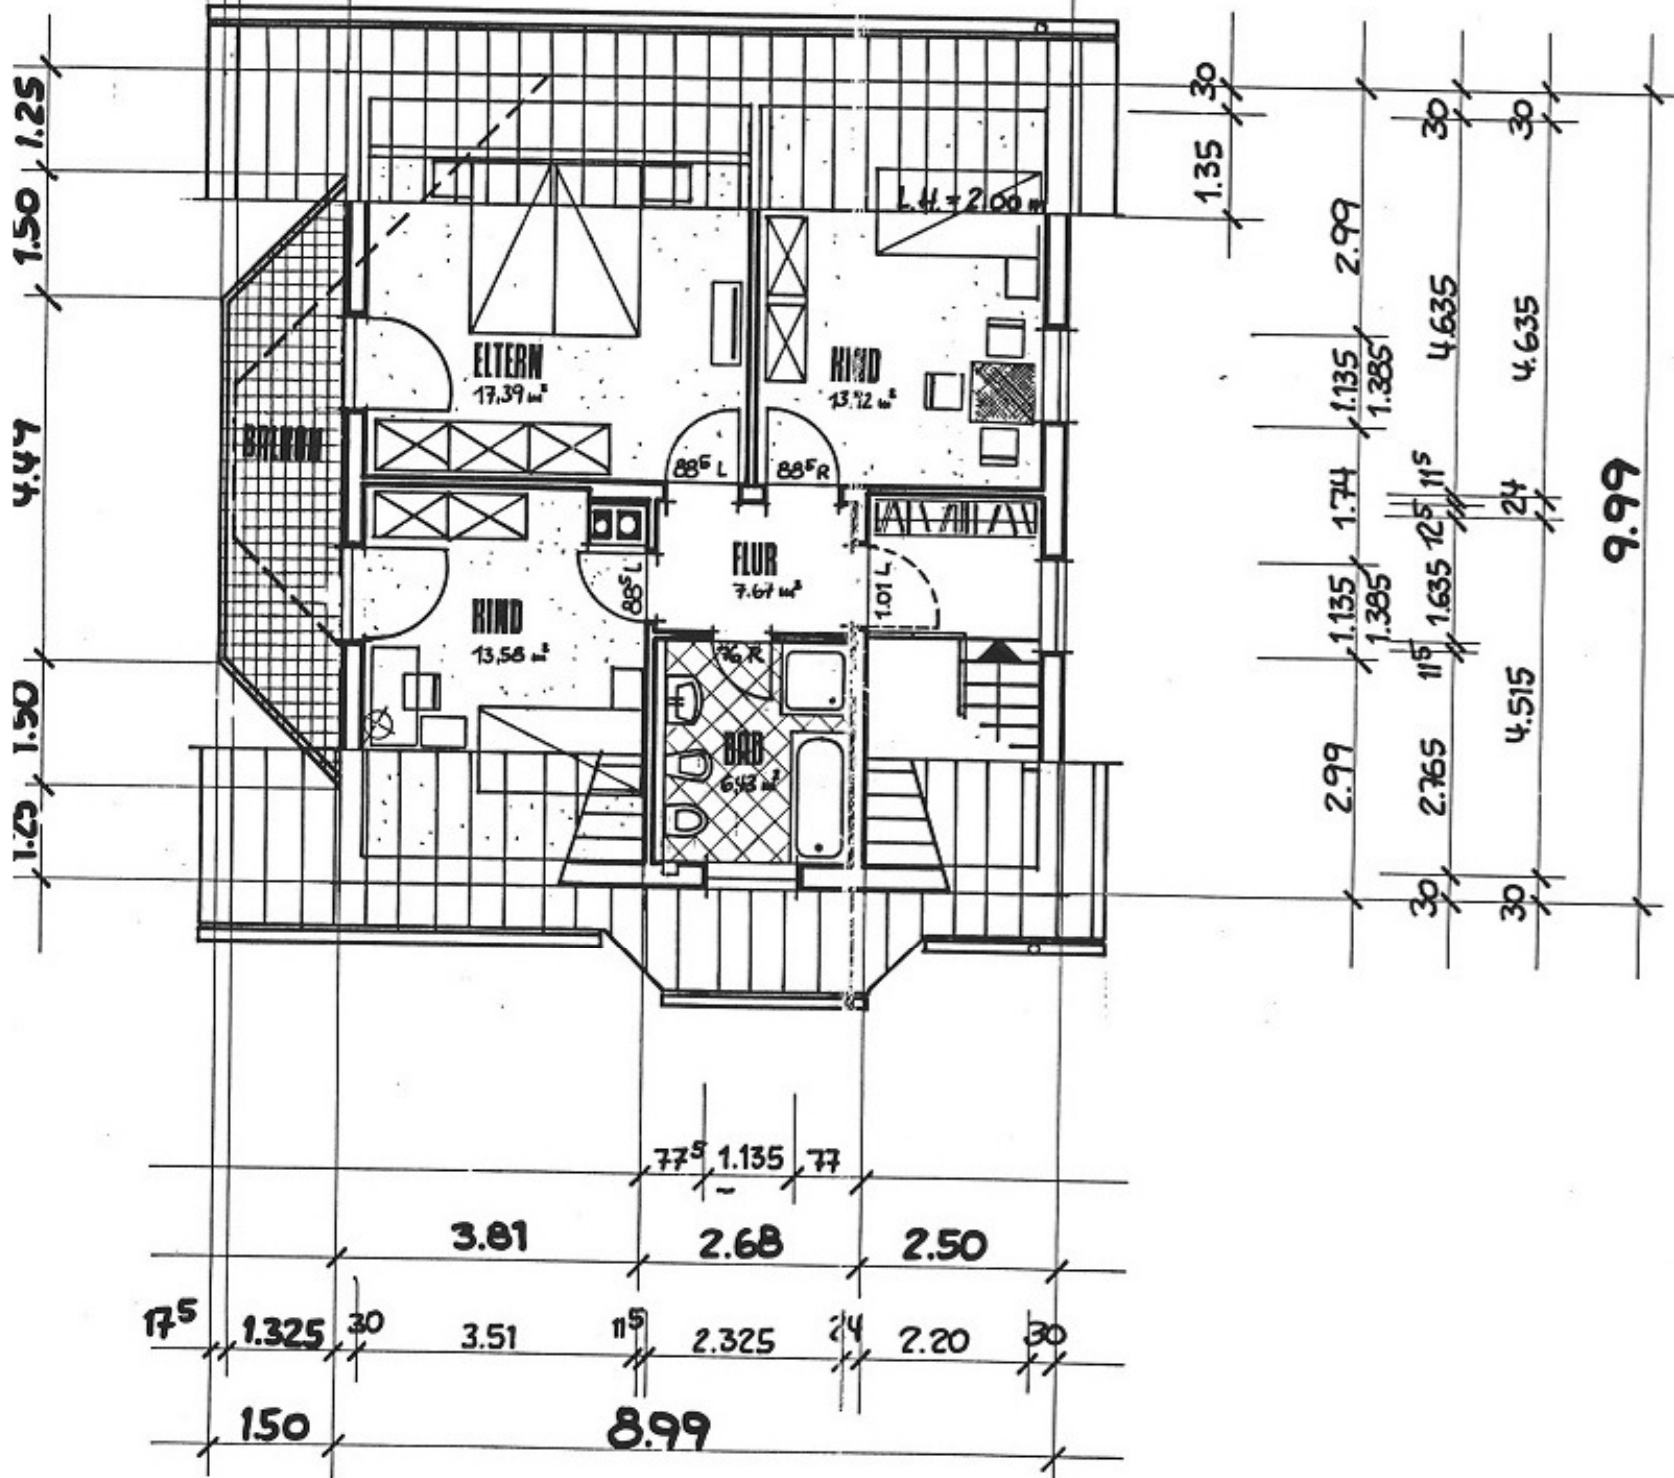 1.25
1.50
4.49
1.50
1.25
L.H. = 2.00 m
ELTERN
17,39 m²
KIND
13,12 m²
BALKON
88⁵ L
88⁵ R
FLUR
7.67 m²
88⁵ L
1.01 L
KIND
13,58 m²
76 R
BAD
6,43 m²
30
1.35
2.99
1.135
1.385
1.74
1.135
1.385
2.99
30
4.635
11⁵
12⁵
1.635
11⁵
2.765
30
30
4.635
24
4.515
30
9.99
77⁵ 1.135 77
3.81 2.68 2.50
17⁵ 1.325 30 3.51 11⁵ 2.325 24 2.20 30
1.50 8.99